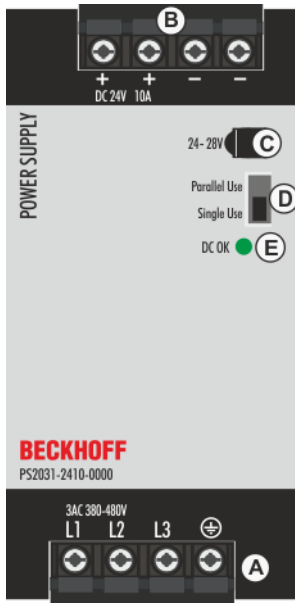 B
+ + − −
DC 24V 10A
POWER SUPPLY
24-28V C
Parallel Use
D
Single Use
DC OK E
BECKHOFF
PS2031-2410-0000
3AC 380-480V
L1 L2 L3
A